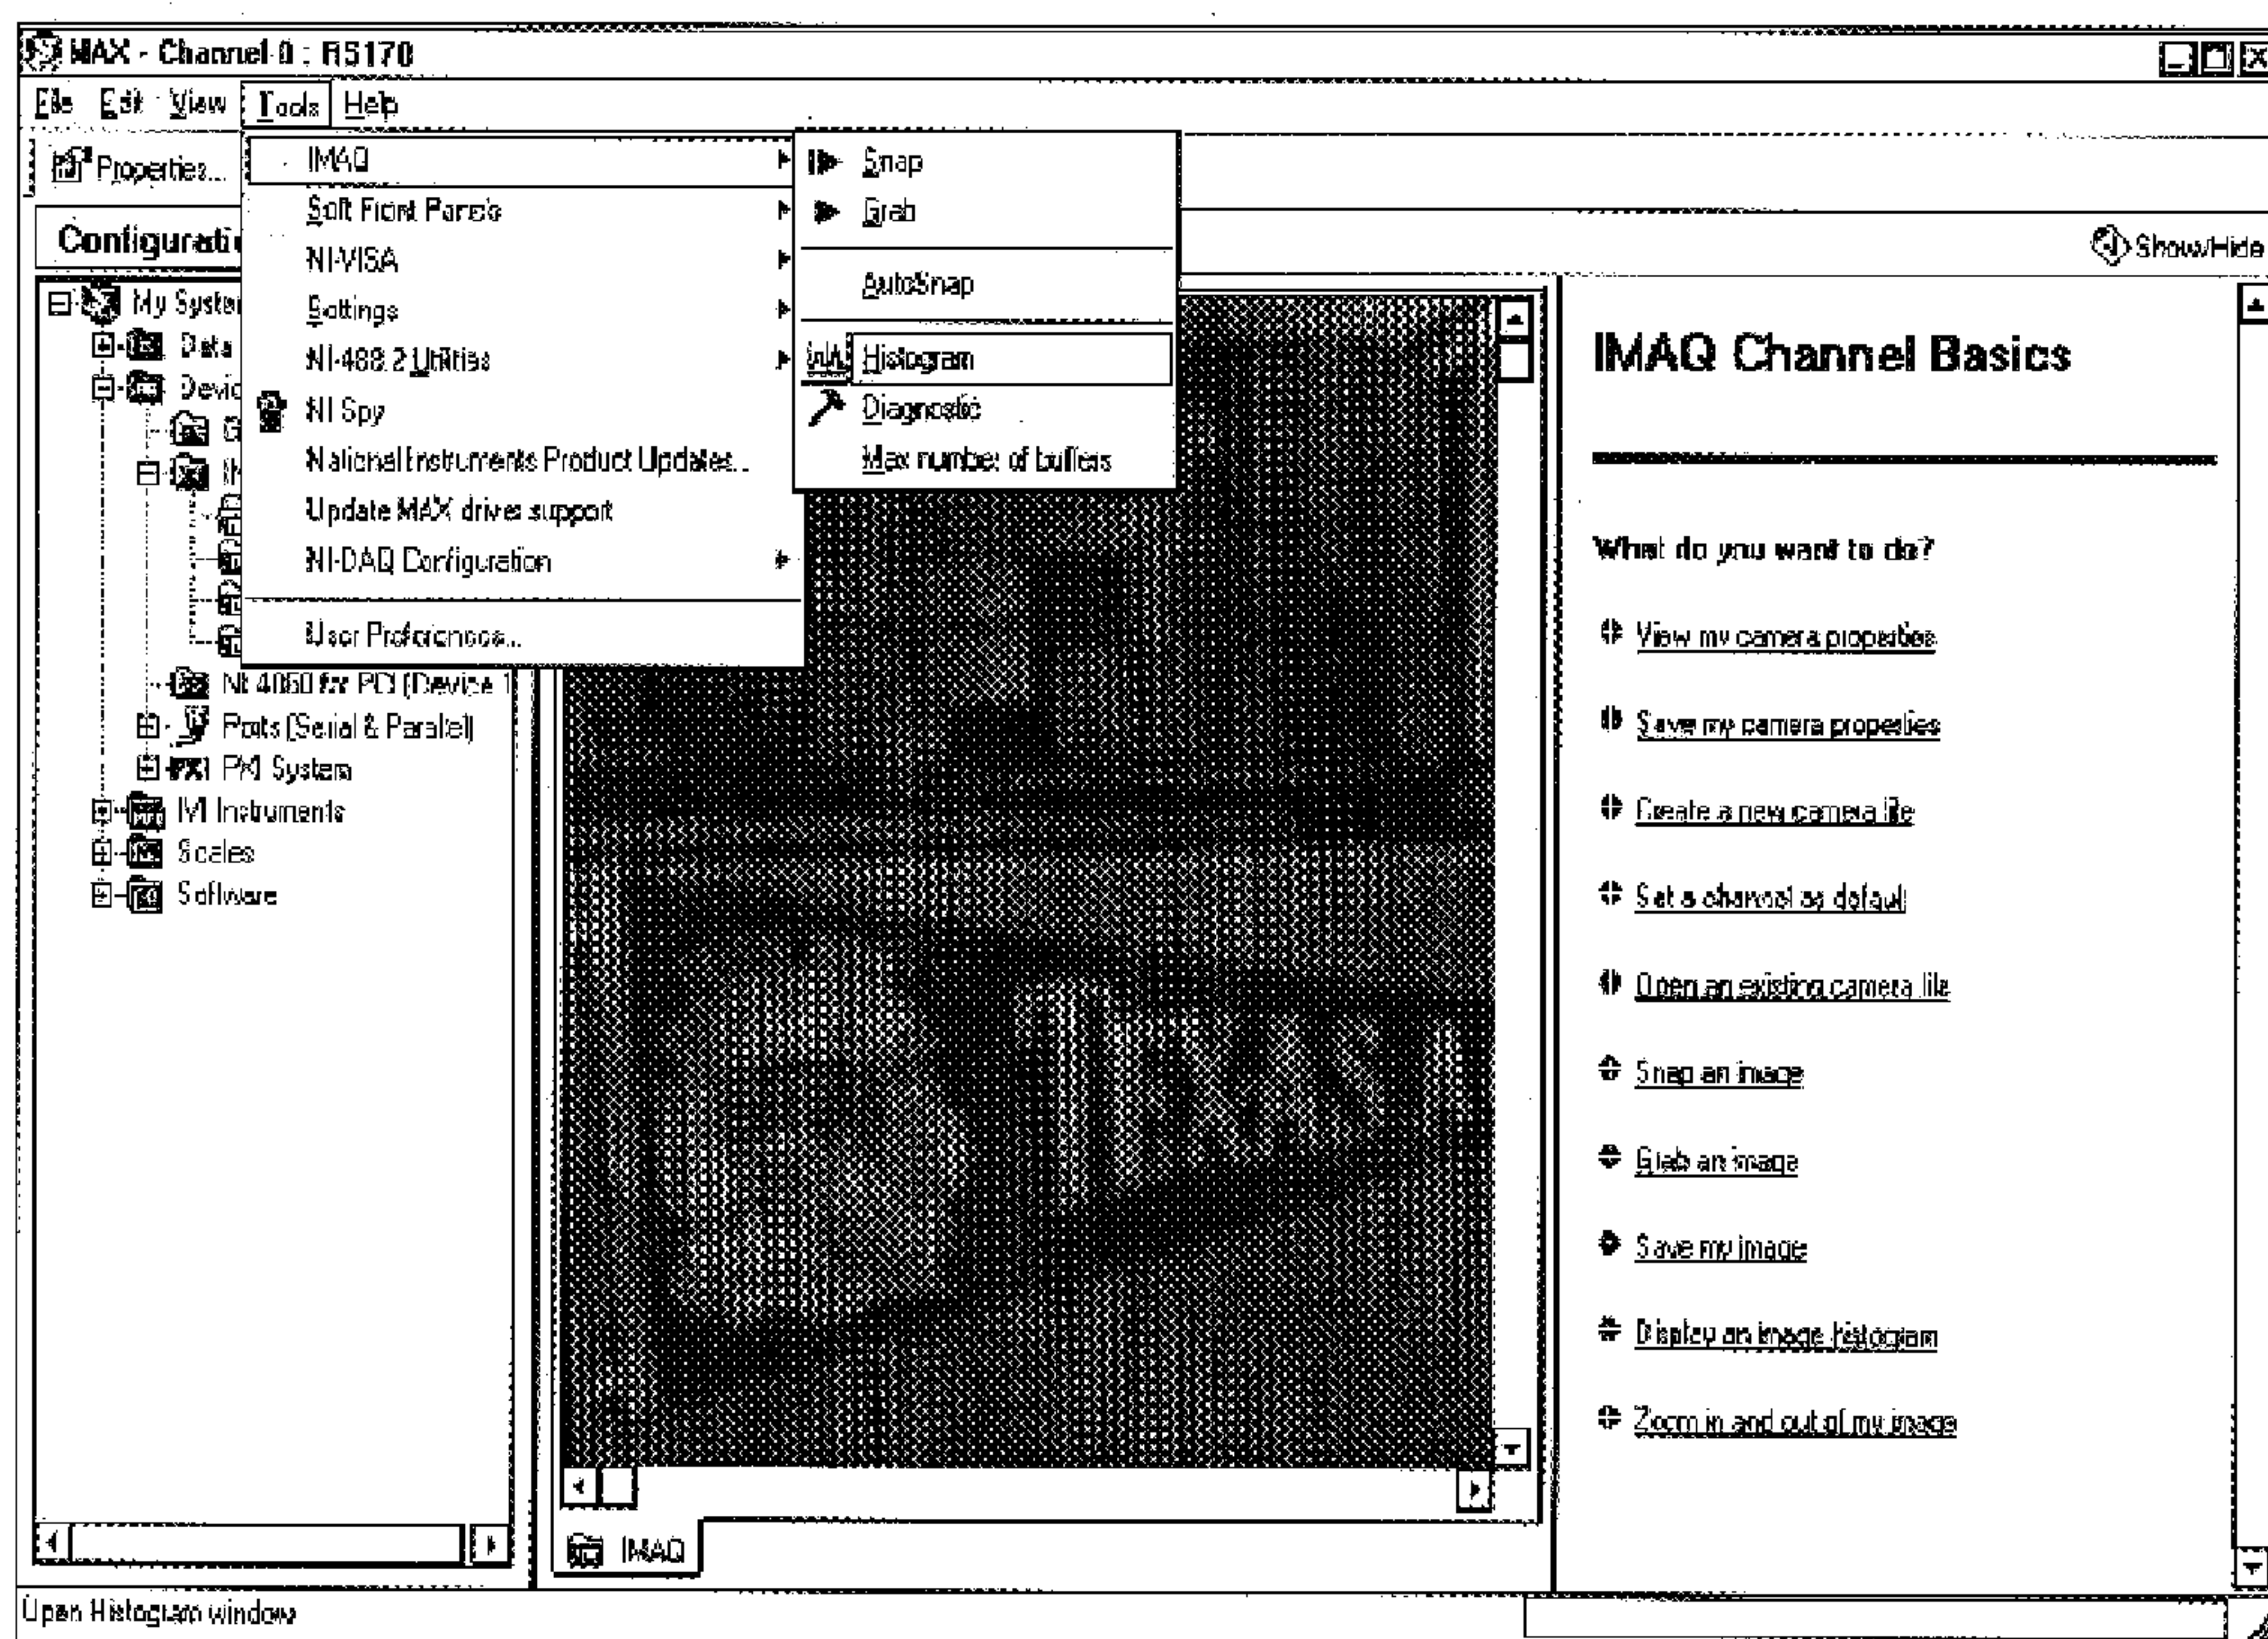 MAX - Channel 0 : RS170
File Edit View Tools Help
Properties...
IMAQ
Soft Front Panels
NI-VISA
Settings
NI-488.2 Utilities
NI Spy
National Instruments Product Updates...
Update MAX driver support
NI-DAQ Configuration
User Preferences...
Snap
Grab
AutoSnap
Histogram
Diagnostic
Max number of buffers
Show/Hide
Configuratio
My Syster
Data
Devic
G
IM
NI 4060 for PCI (Device 1
Ports (Serial & Parallel)
PXI PXI System
IVI Instruments
Scales
Software
IMAQ
IMAQ Channel Basics
What do you want to do?
View my camera properties
Save my camera properties
Create a new camera file
Set a channel as default
Open an existing camera file
Snap an image
Grab an image
Save my image
Display an image histogram
Zoom in and out of my image
Open Histogram window